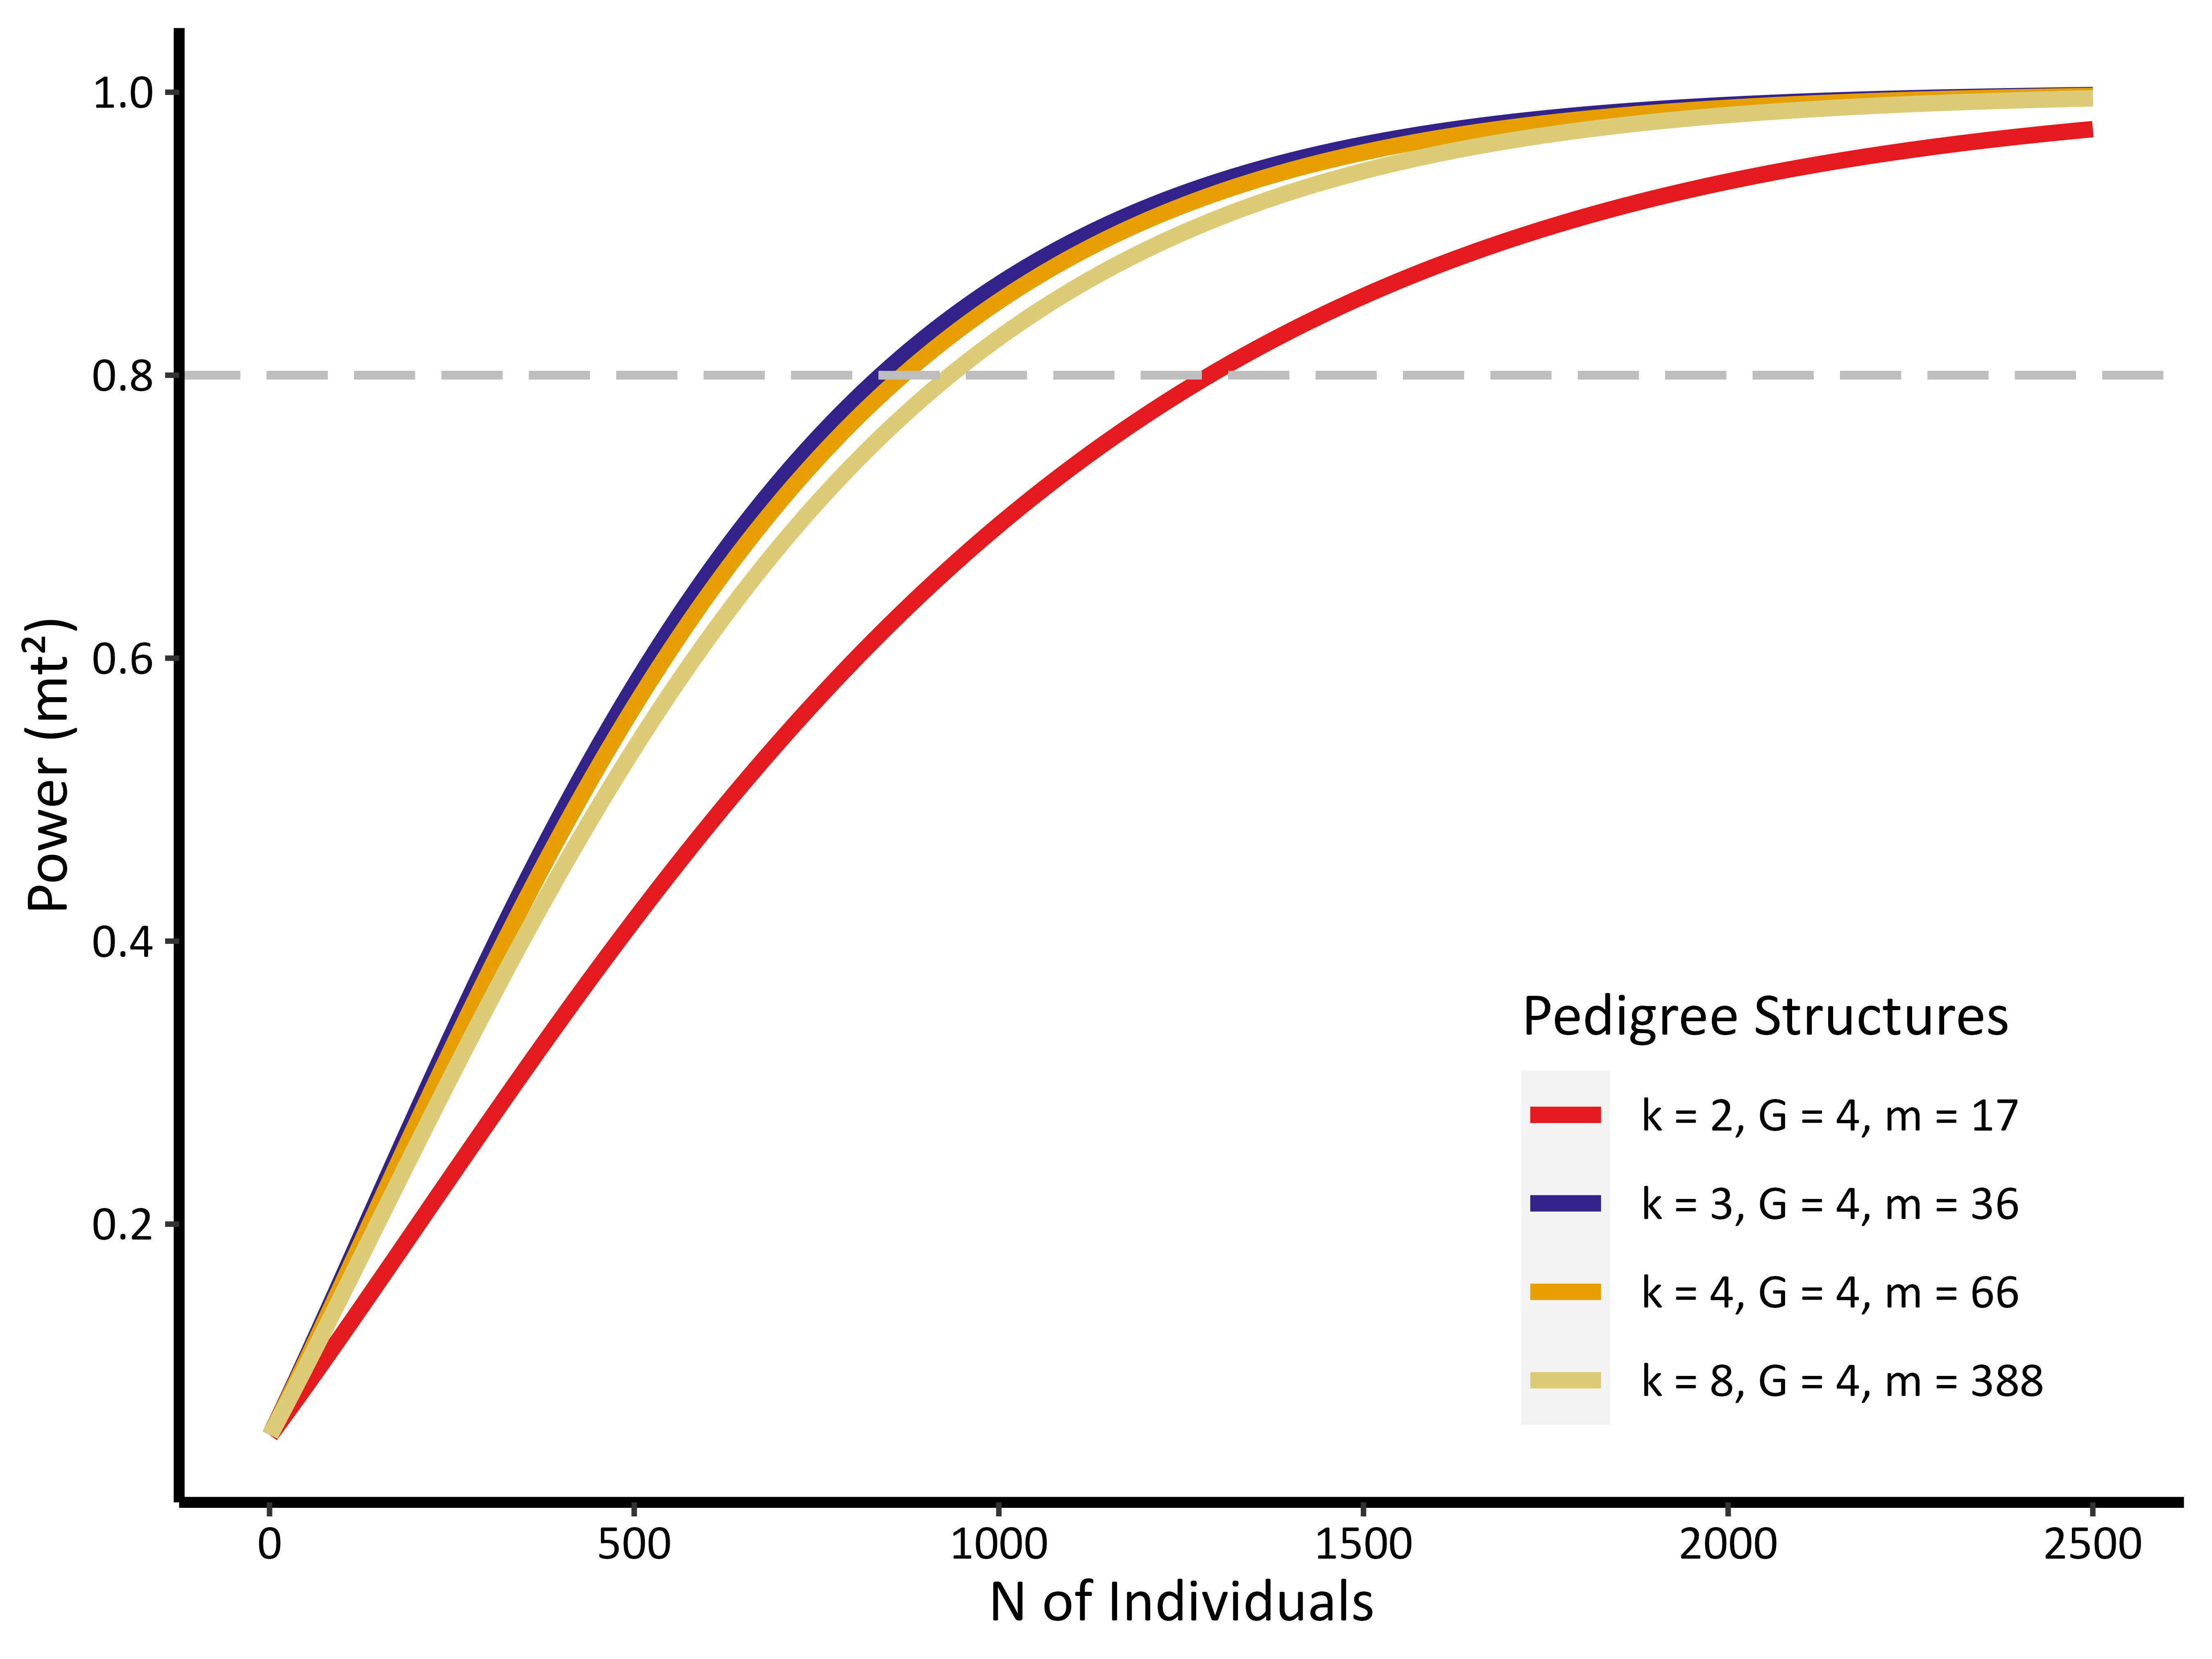 1.0
0.8
0.6
0.4
0.2
Power (mt²)
Pedigree Structures
k = 2, G = 4, m = 17
k = 3, G = 4, m = 36
k = 4, G = 4, m = 66
k = 8, G = 4, m = 388
0 500 1000 1500 2000 2500
N of Individuals